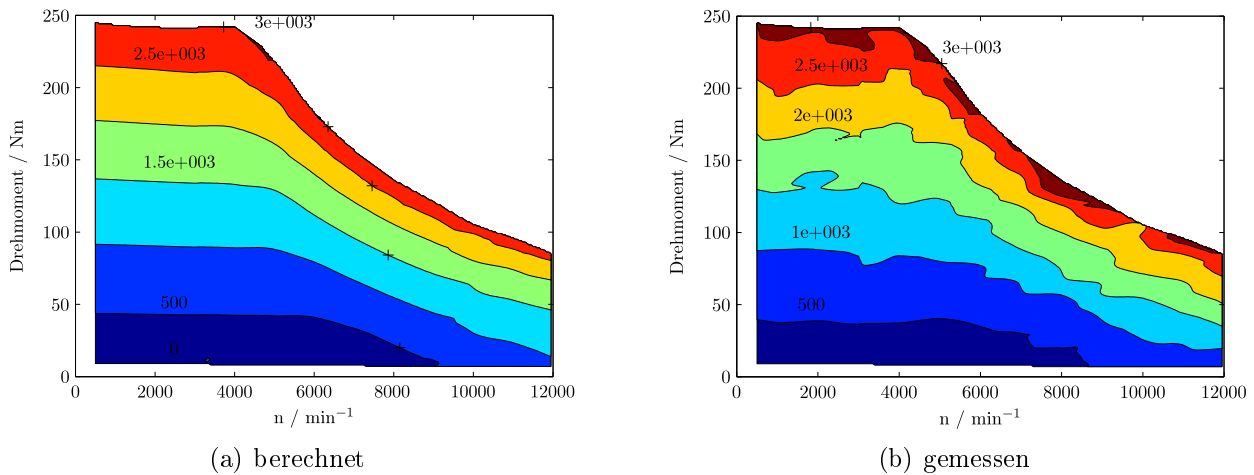 250
200
150
100
50
0
Drehmoment / Nm
3e+003
2.5e+003
1.5e+003
500
0
0 2000 4000 6000 8000 10000 12000
n / min⁻¹
(a) berechnet
250
200
150
100
50
0
Drehmoment / Nm
3e+003
2.5e+003
2e+003
1e+003
500
0 2000 4000 6000 8000 10000 12000
n / min⁻¹
(b) gemessen